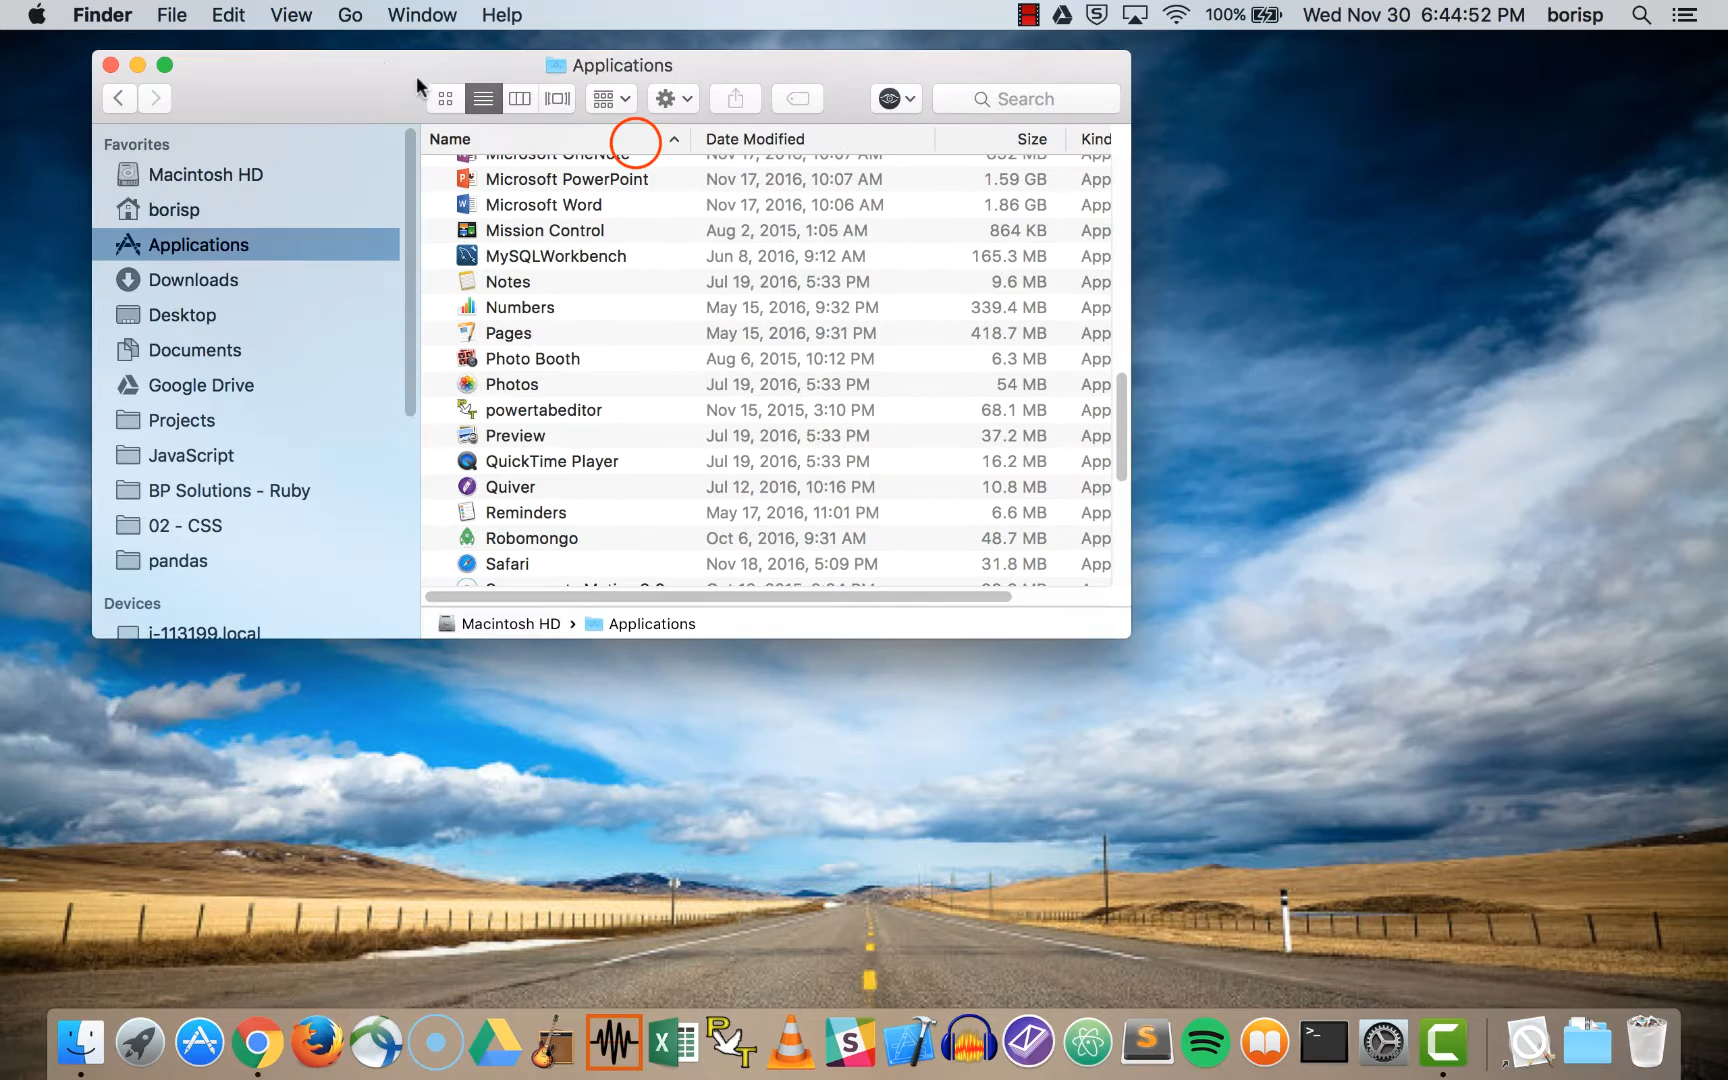 Finder File Edit View Go Window Help 100% Wed Nov 30 6:44:52 PM borisp
Applications
Search
Favorites
Macintosh HD
borisp
Applications
Downloads
Desktop
Documents
Google Drive
Projects
JavaScript
BP Solutions - Ruby
02 - CSS
pandas
Devices
i-113199.local
Name Date Modified Size Kind
Microsoft OneNote Nov 17, 2016, 10:07 AM 832 MB App
Microsoft PowerPoint Nov 17, 2016, 10:07 AM 1.59 GB App
Microsoft Word Nov 17, 2016, 10:06 AM 1.86 GB App
Mission Control Aug 2, 2015, 1:05 AM 864 KB App
MySQLWorkbench Jun 8, 2016, 9:12 AM 165.3 MB App
Notes Jul 19, 2016, 5:33 PM 9.6 MB App
Numbers May 15, 2016, 9:32 PM 339.4 MB App
Pages May 15, 2016, 9:31 PM 418.7 MB App
Photo Booth Aug 6, 2015, 10:12 PM 6.3 MB App
Photos Jul 19, 2016, 5:33 PM 54 MB App
powertabeditor Nov 15, 2015, 3:10 PM 68.1 MB App
Preview Jul 19, 2016, 5:33 PM 37.2 MB App
QuickTime Player Jul 19, 2016, 5:33 PM 16.2 MB App
Quiver Jul 12, 2016, 10:16 PM 10.8 MB App
Reminders May 17, 2016, 11:01 PM 6.6 MB App
Robomongo Oct 6, 2016, 9:31 AM 48.7 MB App
Safari Nov 18, 2016, 5:09 PM 31.8 MB App
Macintosh HD › Applications